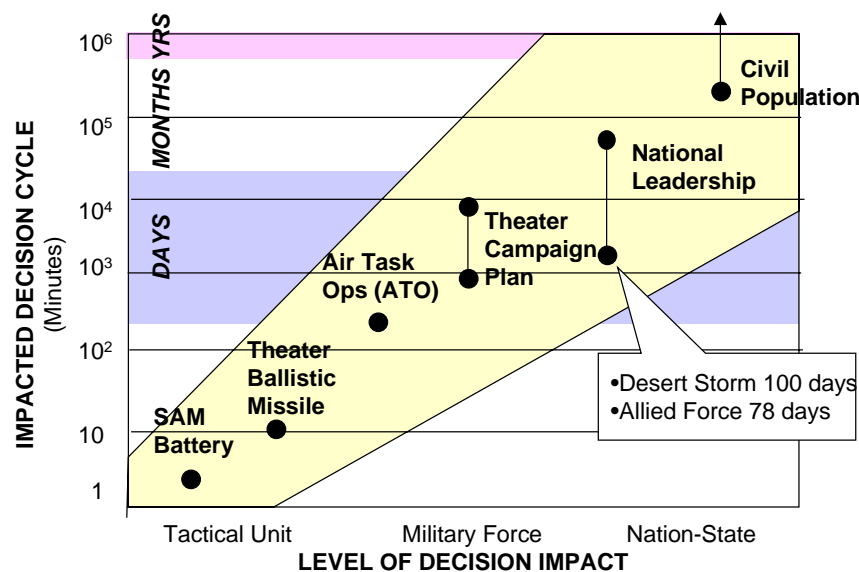 10⁶
10⁵
10⁴
10³
10²
10
1
IMPACTED DECISION CYCLE
(Minutes)
YRS
MONTHS
DAYS
Civil
Population
National
Leadership
Theater
Campaign
Plan
Air Task
Ops (ATO)
Theater
Ballistic
Missile
SAM
Battery
•Desert Storm 100 days
•Allied Force 78 days
Tactical Unit
Military Force
Nation-State
LEVEL OF DECISION IMPACT